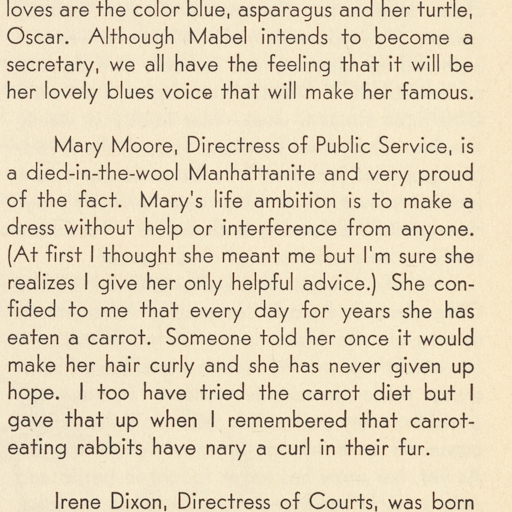 loves are the color blue, asparagus and her turtle,
Oscar. Although Mabel intends to become a
secretary, we all have the feeling that it will be
her lovely blues voice that will make her famous.
Mary Moore, Directress of Public Service, is
a died-in-the-wool Manhattanite and very proud
of the fact. Mary's life ambition is to make a
dress without help or interference from anyone.
(At first I thought she meant me but I'm sure she
realizes I give her only helpful advice.) She con-
fided to me that every day for years she has
eaten a carrot. Someone told her once it would
make her hair curly and she has never given up
hope. I too have tried the carrot diet but I
gave that up when I remembered that carrot-
eating rabbits have nary a curl in their fur.
Irene Dixon, Directress of Courts, was born